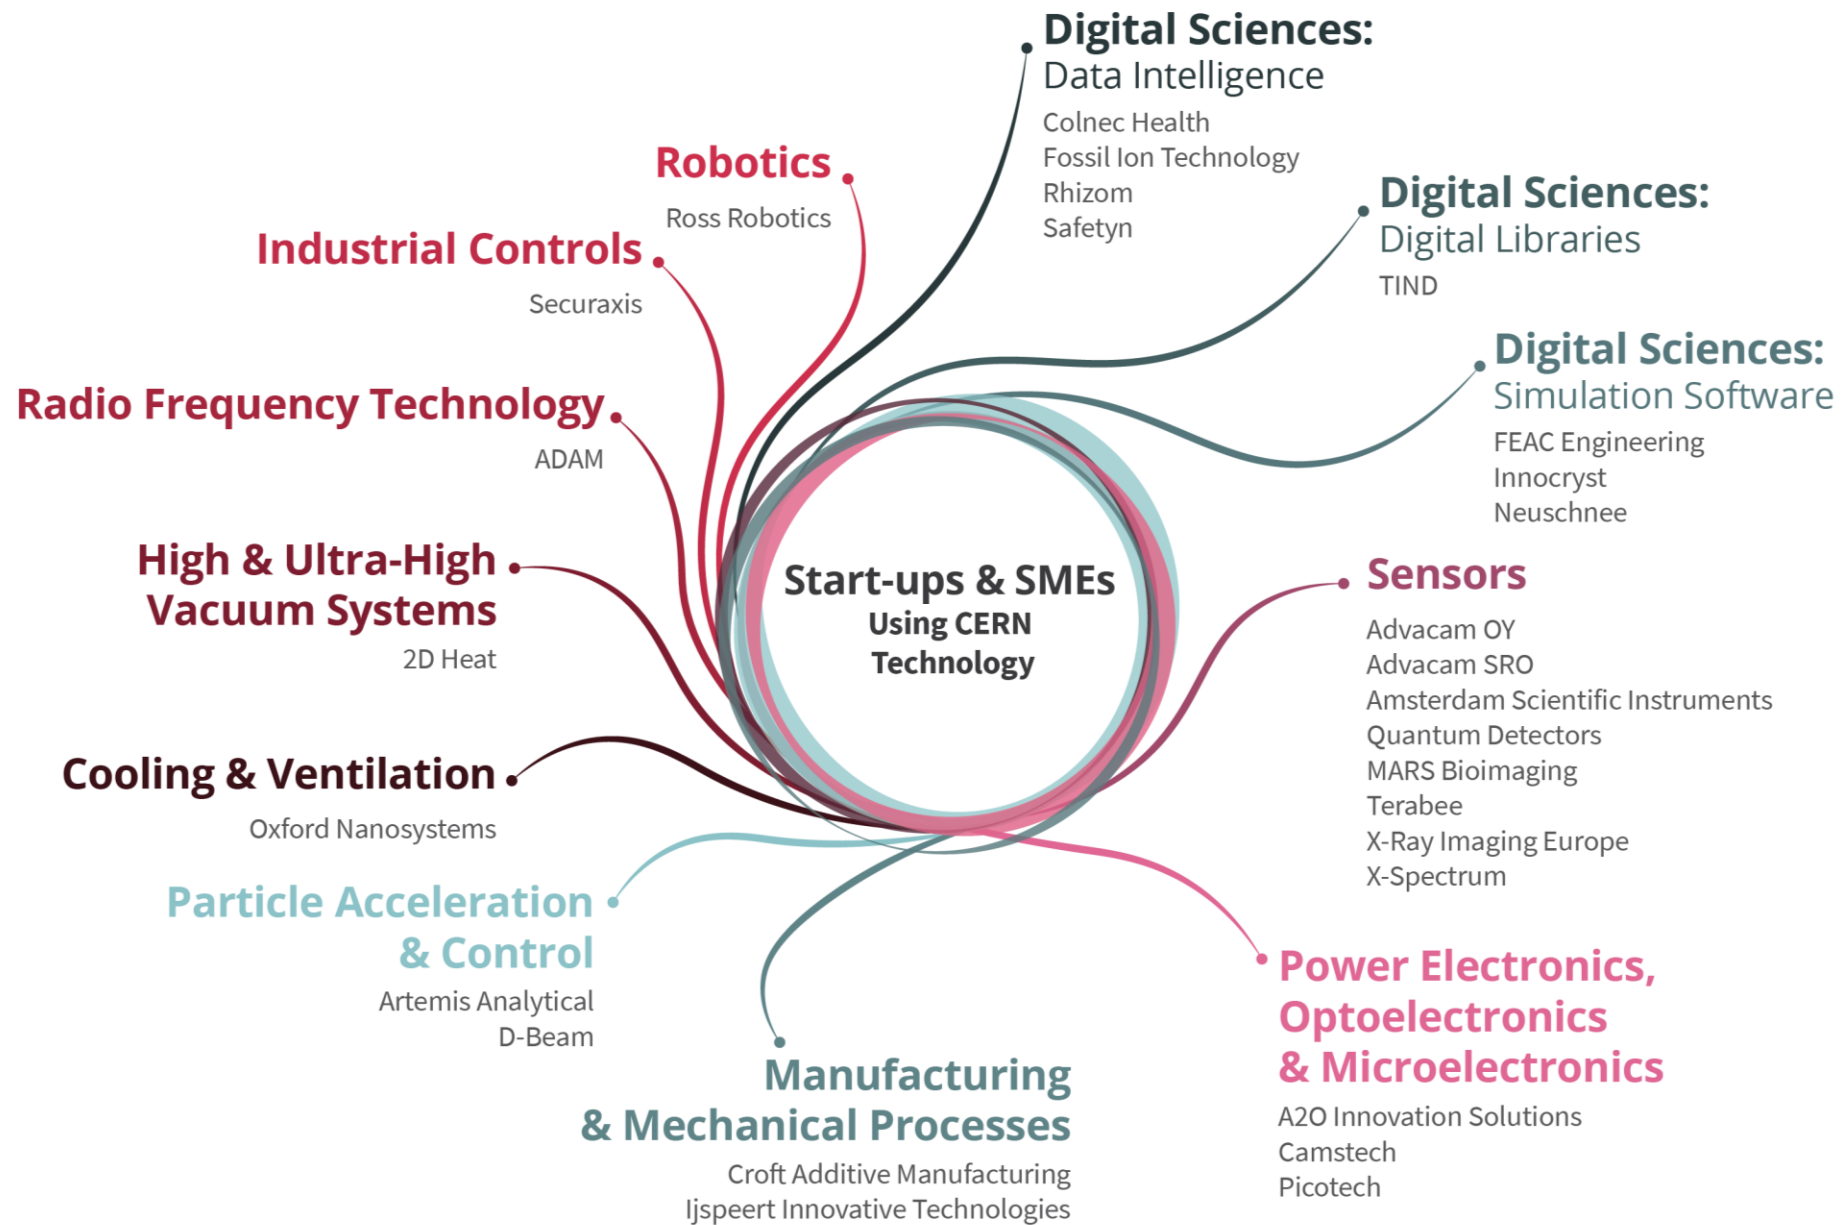 Digital Sciences:
Data Intelligence
Colnec Health
Fossil Ion Technology
Rhizom
Safetyn
Robotics
Ross Robotics
Digital Sciences:
Digital Libraries
TIND
Industrial Controls
Securaxis
Digital Sciences:
Simulation Software
FEAC Engineering
Innocryst
Neuschnee
Radio Frequency Technology
ADAM
High & Ultra-High
Vacuum Systems
2D Heat
Start-ups & SMEs
Using CERN
Technology
Sensors
Advacam OY
Advacam SRO
Amsterdam Scientific Instruments
Quantum Detectors
MARS Bioimaging
Terabee
X-Ray Imaging Europe
X-Spectrum
Cooling & Ventilation
Oxford Nanosystems
Particle Acceleration
& Control
Artemis Analytical
D-Beam
Power Electronics,
Optoelectronics
& Microelectronics
A2O Innovation Solutions
Camstech
Picotech
Manufacturing
& Mechanical Processes
Croft Additive Manufacturing
Ijspeert Innovative Technologies